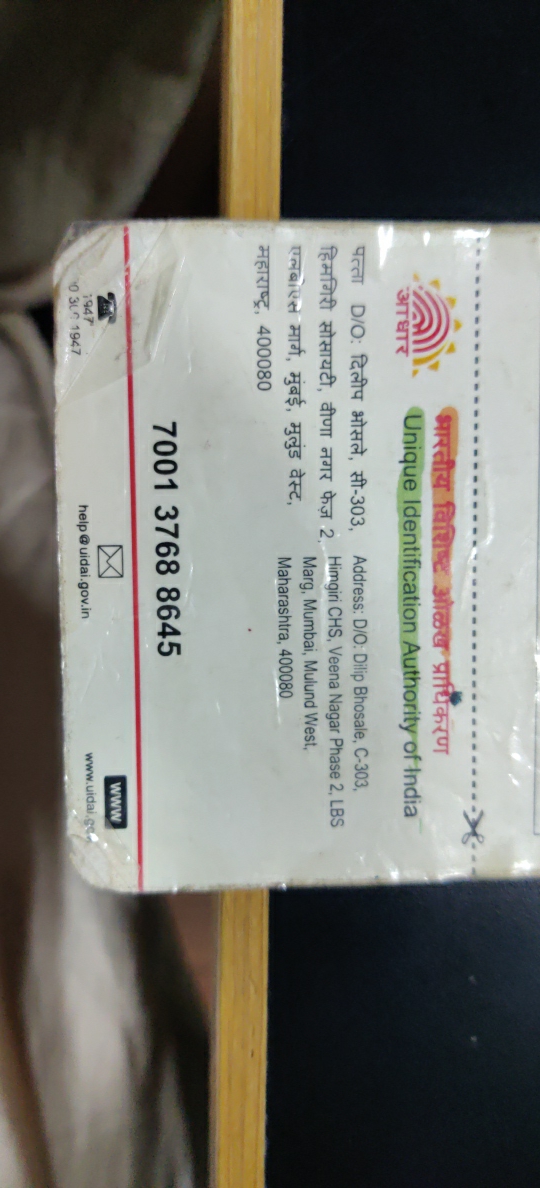 भारतीय विशिष्ट ओळख प्राधिकरण
Unique Identification Authority of India
आधार
पत्ता D/O: दिलीप भोसले, सी-303,
हिमगिरी सोसायटी, वीणा नगर फेज़ 2,
एलबीएस मार्ग, मुंबई, मुलुंड वेस्ट,
महाराष्ट्र, 400080
Address: D/O: Dilip Bhosale, C-303,
Himgiri CHS, Veena Nagar Phase 2, LBS
Marg, Mumbai, Mulund West,
Maharashtra, 400080
7001 3768 8645
1947
1947
help@uidai.gov.in
www